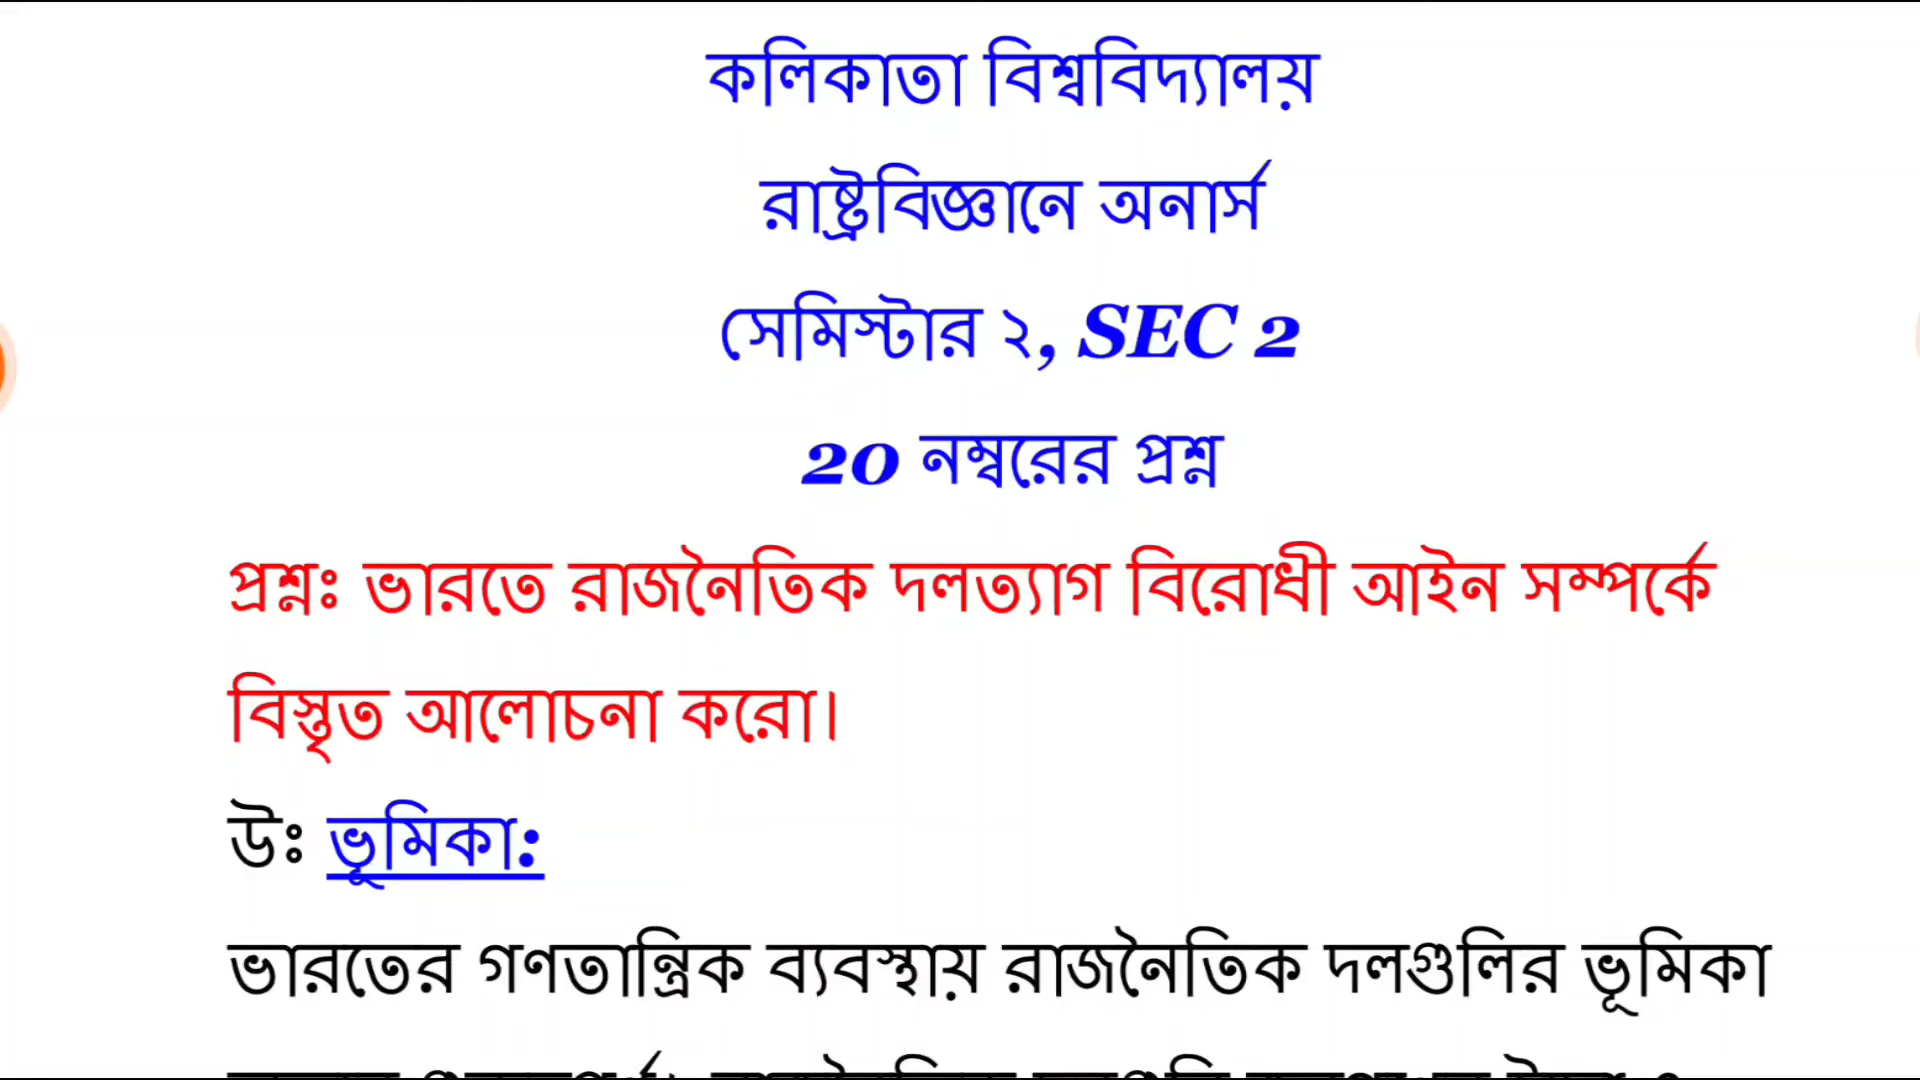 কলিকাতা বিশ্ববিদ্যালয়
রাষ্ট্রবিজ্ঞানে অনার্স
সেমিস্টার ২, SEC 2
20 নম্বরের প্রশ্ন
প্রশ্নঃ ভারতে রাজনৈতিক দলত্যাগ বিরোধী আইন সম্পর্কে
বিস্তৃত আলোচনা করো।
উঃ ভূমিকা:
ভারতের গণতান্ত্রিক ব্যবস্থায় রাজনৈতিক দলগুলির ভূমিকা